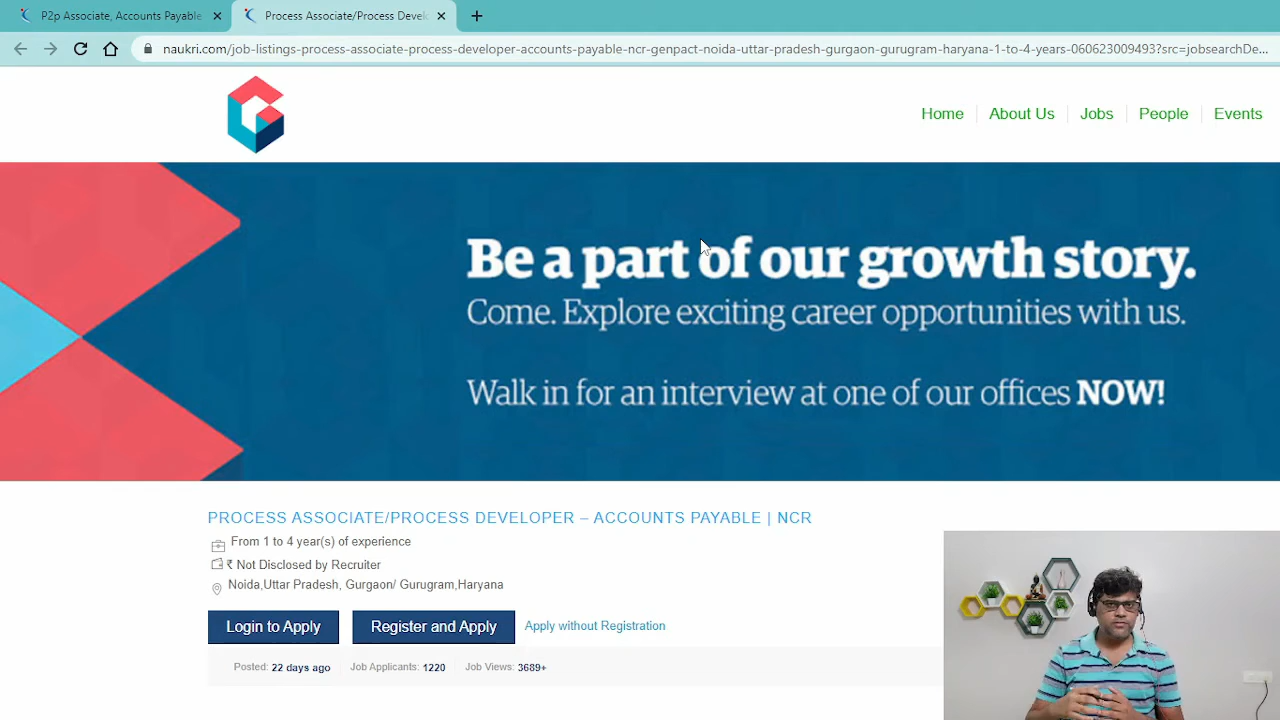 P2p Associate, Accounts Payable
Process Associate/Process Devel
naukri.com/job-listings-process-associate-process-developer-accounts-payable-ncr-genpact-noida-uttar-pradesh-gurgaon-gurugram-haryana-1-to-4-years-060623009493?src=jobsearchDe...
Home
About Us
Jobs
People
Events
Be a part of our growth story.
Come. Explore exciting career opportunities with us.
Walk in for an interview at one of our offices NOW!
PROCESS ASSOCIATE/PROCESS DEVELOPER – ACCOUNTS PAYABLE | NCR
From 1 to 4 year(s) of experience
₹ Not Disclosed by Recruiter
Noida,Uttar Pradesh, Gurgaon/ Gurugram,Haryana
Login to Apply
Register and Apply
Apply without Registration
Posted: 22 days ago
Job Applicants: 1220
Job Views: 3689+